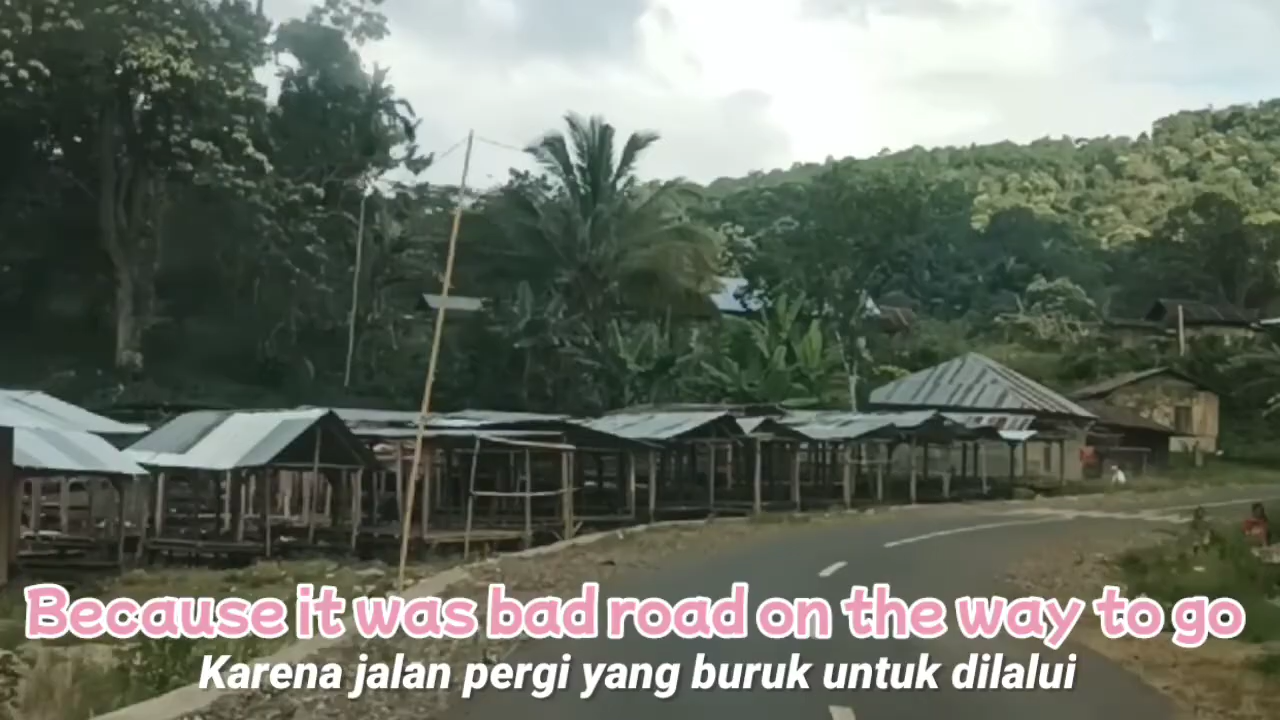 Because it was bad road on the way to go
Karena jalan pergi yang buruk untuk dilalui